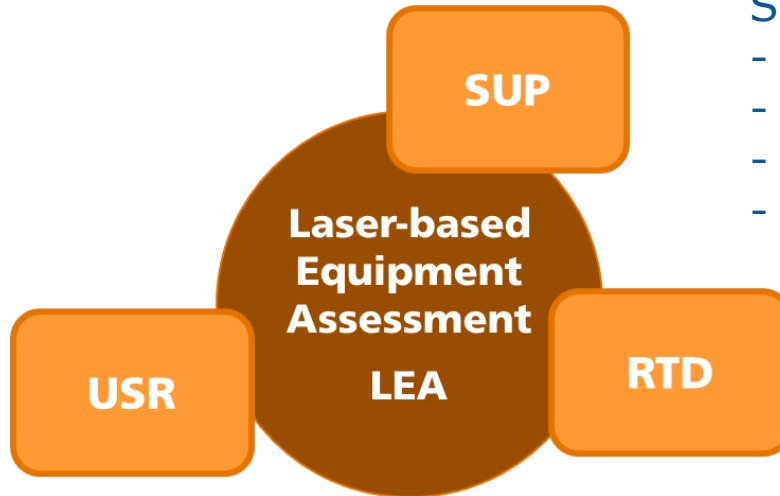 S
-
-
-
-
SUP
Laser-based
Equipment
Assessment
LEA
USR
RTD